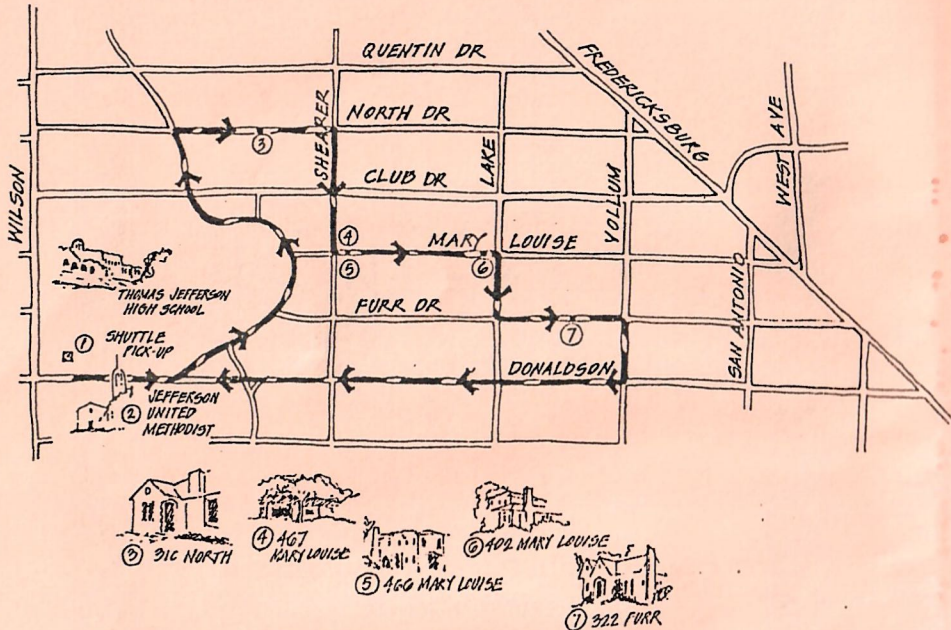 QUENTIN DR
FREDERICKSBURG
NORTH DR
SHEARER
LAKE
WEST AVE
③
CLUB DR
YOLLUM
WILSON
④
MARY LOUISE
⑤
⑥
SAN ANTONIO
THOMAS JEFFERSON
HIGH SCHOOL
FURR DR
⑦
① SHUTTLE
PICK-UP
DONALDSON
② JEFFERSON
UNITED
METHODIST
③ 316 NORTH
④ 467
MARY LOUISE
⑤ 466 MARY LOUISE
⑥ 402 MARY LOUISE
⑦ 322 FURR